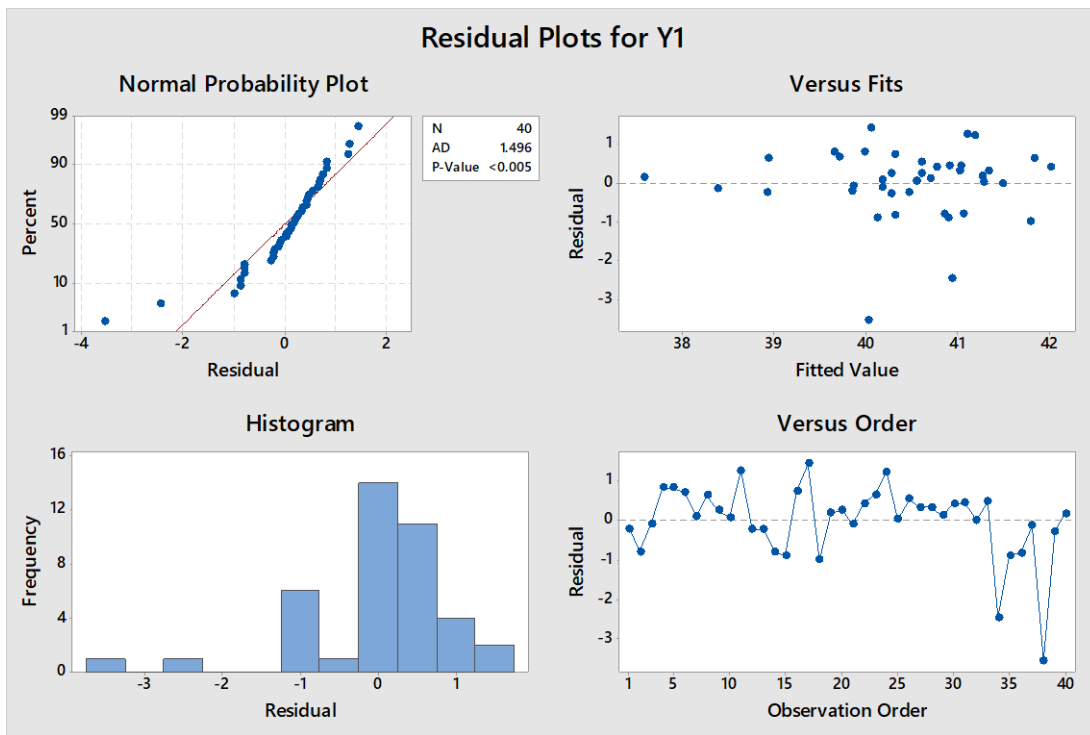 Residual Plots for Y1
Normal Probability Plot
99
90
50
10
1
Percent
-4 -2 0 2
Residual
N 40
AD 1.496
P-Value <0.005
Versus Fits
1
0
-1
-2
-3
Residual
38 39 40 41 42
Fitted Value
Histogram
16
12
8
4
0
Frequency
-3 -2 -1 0 1
Residual
Versus Order
1
0
-1
-2
-3
Residual
1 5 10 15 20 25 30 35 40
Observation Order